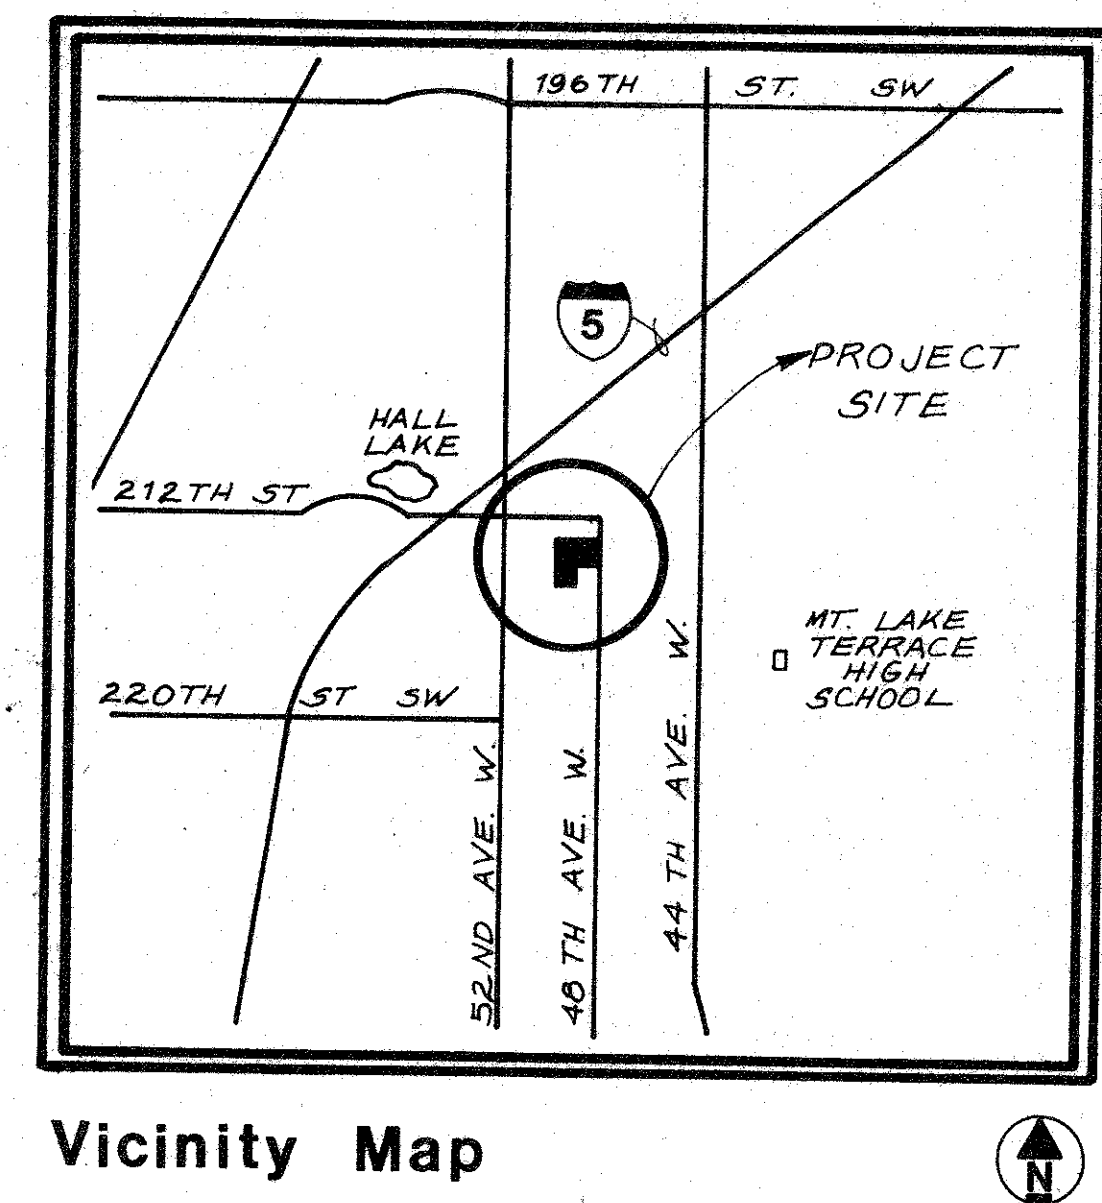 196TH ST. SW
5
PROJECT
SITE
HALL
LAKE
212TH ST
MT. LAKE
TERRACE
HIGH
SCHOOL
220TH ST SW
52ND AVE. W.
48TH AVE. W.
44TH AVE. W.
Vicinity Map
N